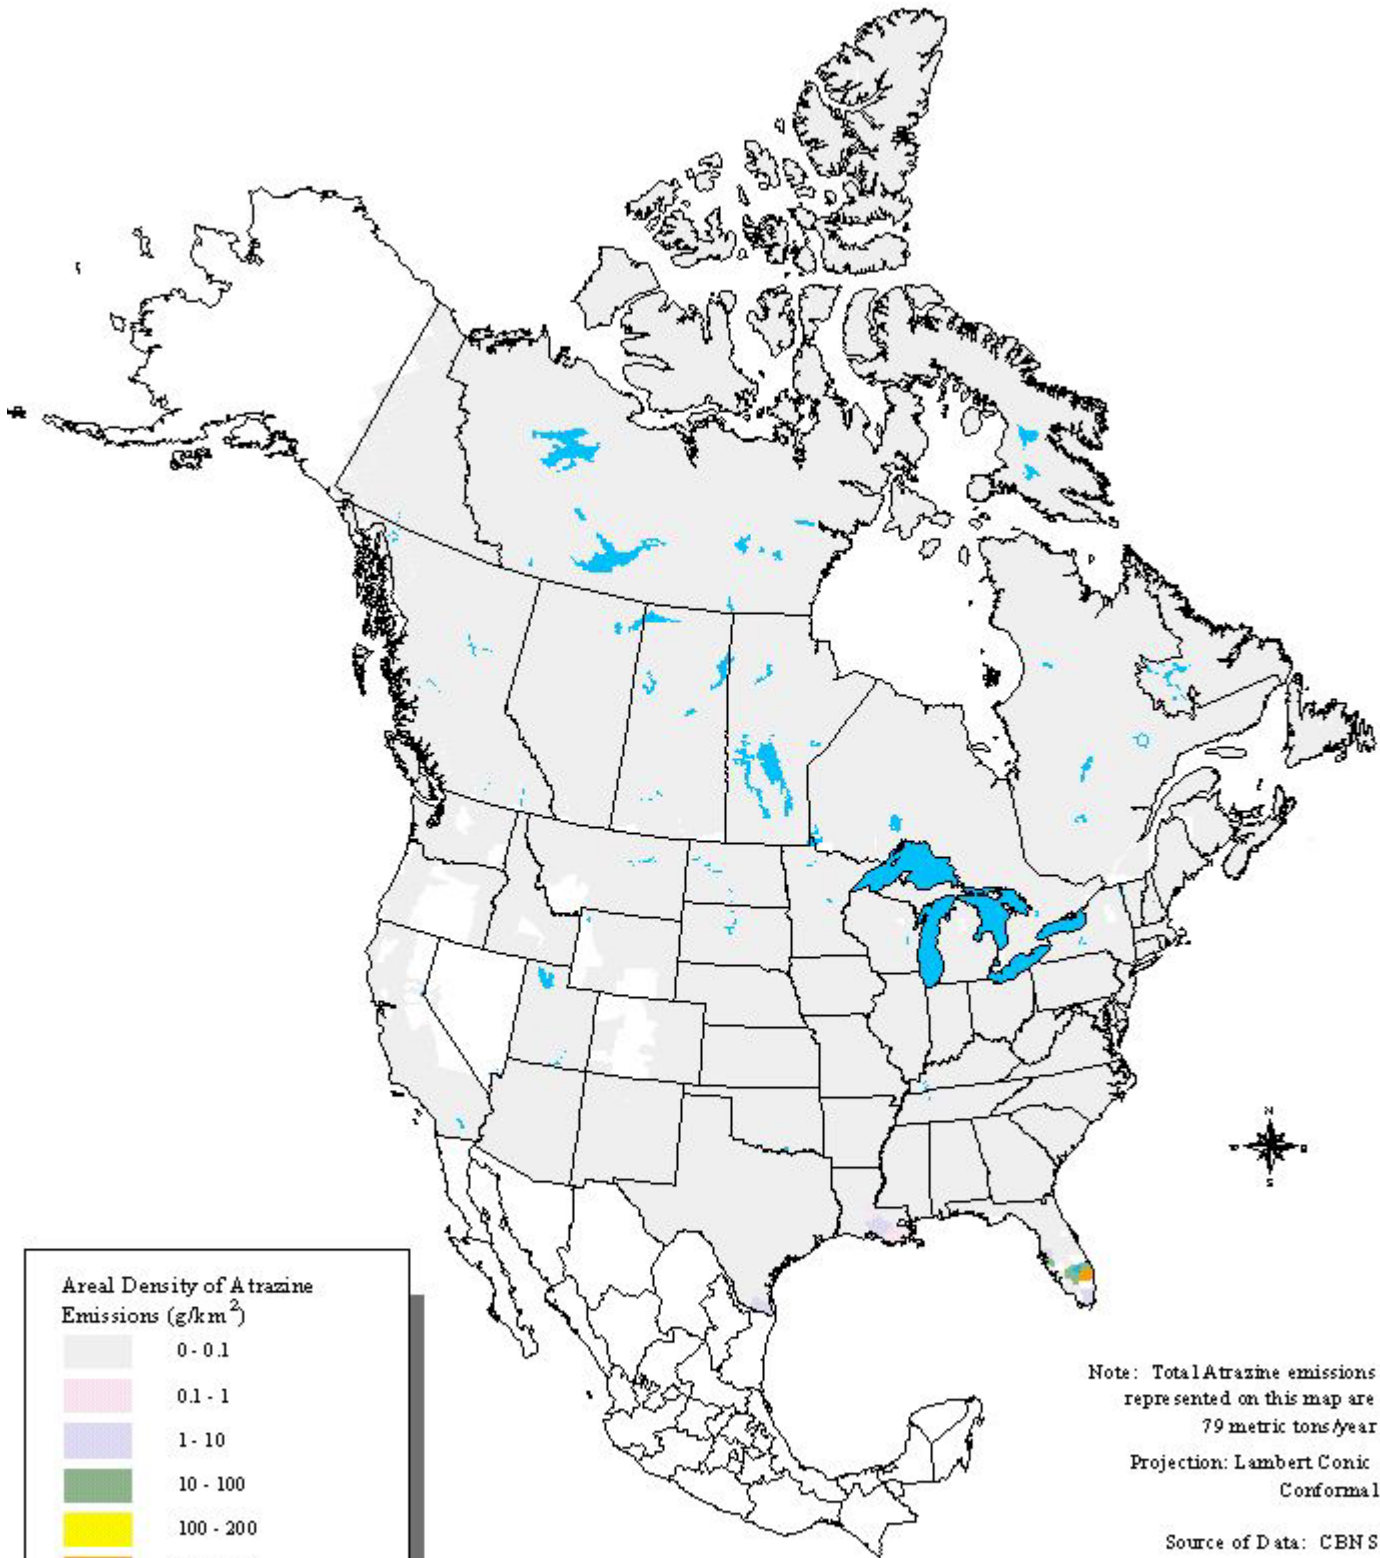 Areal Density of Atrazine
Emissions (g/km²)
0 - 0.1
0.1 - 1
1 - 10
10 - 100
100 - 200
N
S
Note: Total Atrazine emissions
represented on this map are
79 metric tons/year
Projection: Lambert Conic
Conformal
Source of Data: CBNS